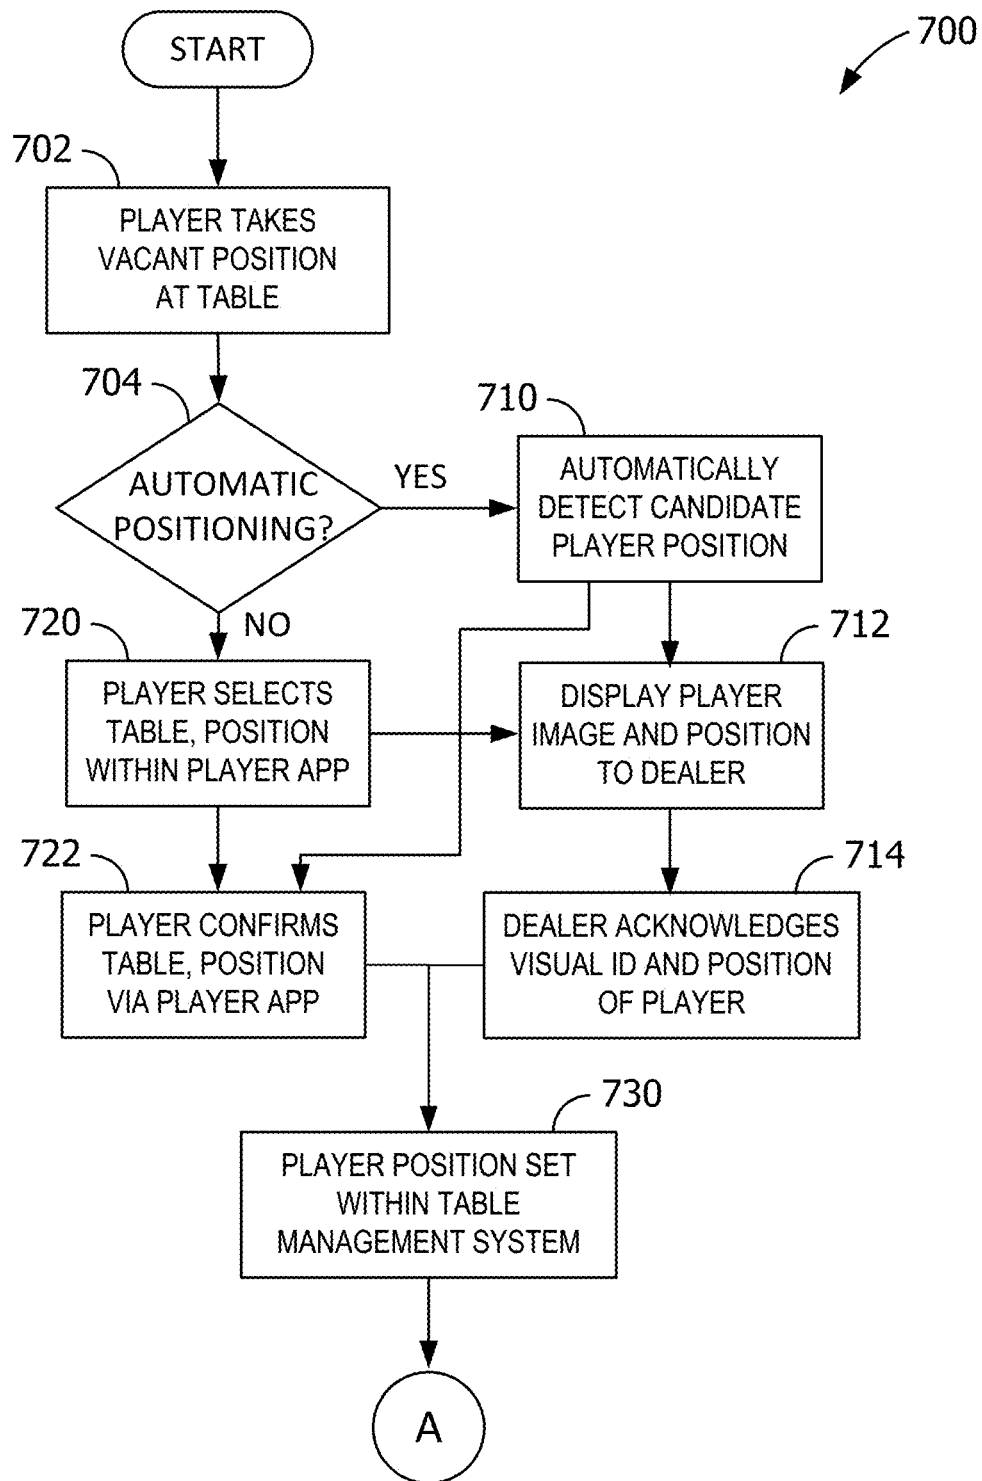 START
700
702
PLAYER TAKES
VACANT POSITION
AT TABLE
704
AUTOMATIC
POSITIONING?
YES
NO
710
AUTOMATICALLY
DETECT CANDIDATE
PLAYER POSITION
720
PLAYER SELECTS
TABLE, POSITION
WITHIN PLAYER APP
712
DISPLAY PLAYER
IMAGE AND POSITION
TO DEALER
722
PLAYER CONFIRMS
TABLE, POSITION
VIA PLAYER APP
714
DEALER ACKNOWLEDGES
VISUAL ID AND POSITION
OF PLAYER
730
PLAYER POSITION SET
WITHIN TABLE
MANAGEMENT SYSTEM
A